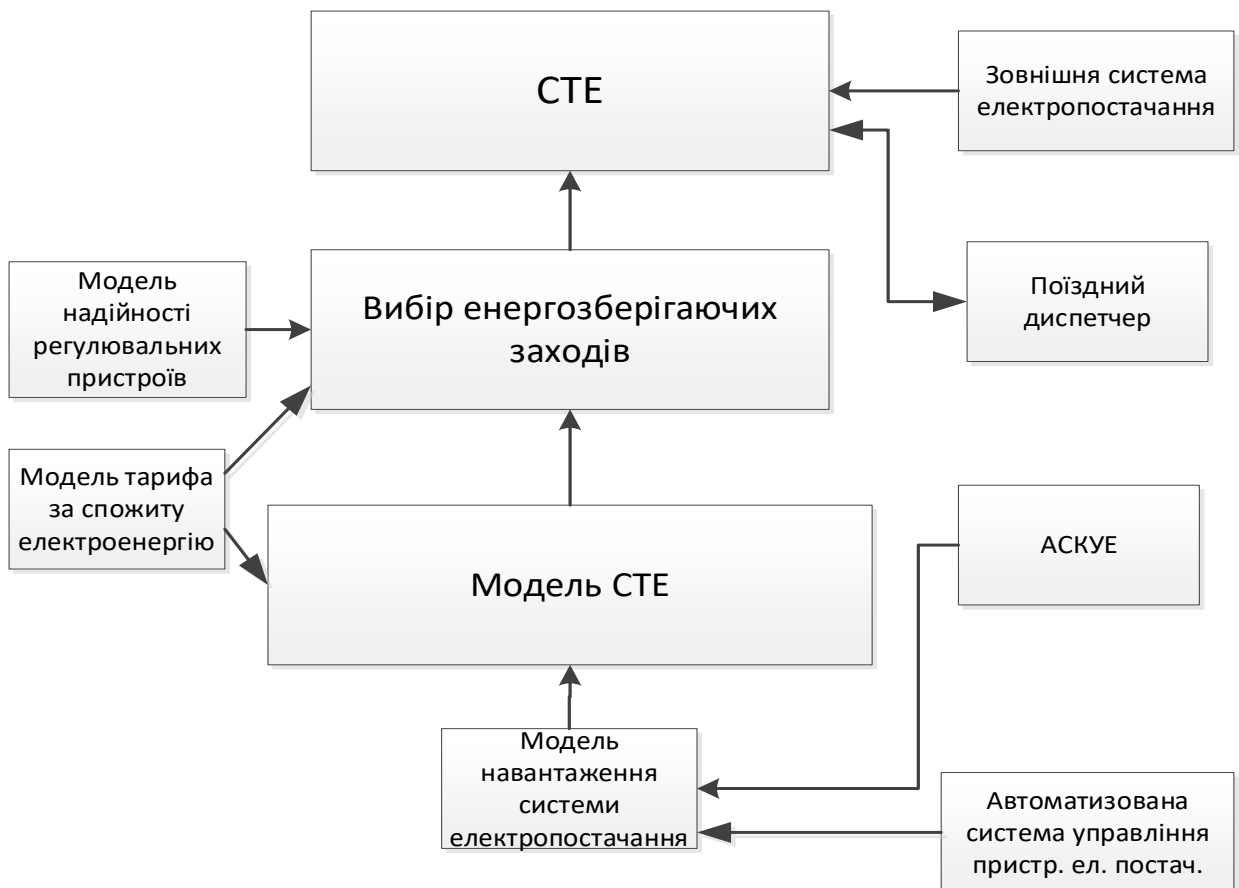 СТЕ
Зовнішня система
електропостачання
Модель
надійності
регулювальних
пристроїв
Вибір енергозберігаючих
заходів
Поїздний
диспетчер
Модель тарифа
за спожиту
електроенергію
Модель СТЕ
АСКУЕ
Модель
навантаження
системи
електропостачання
Автоматизована
система управління
пристр. ел. постач.